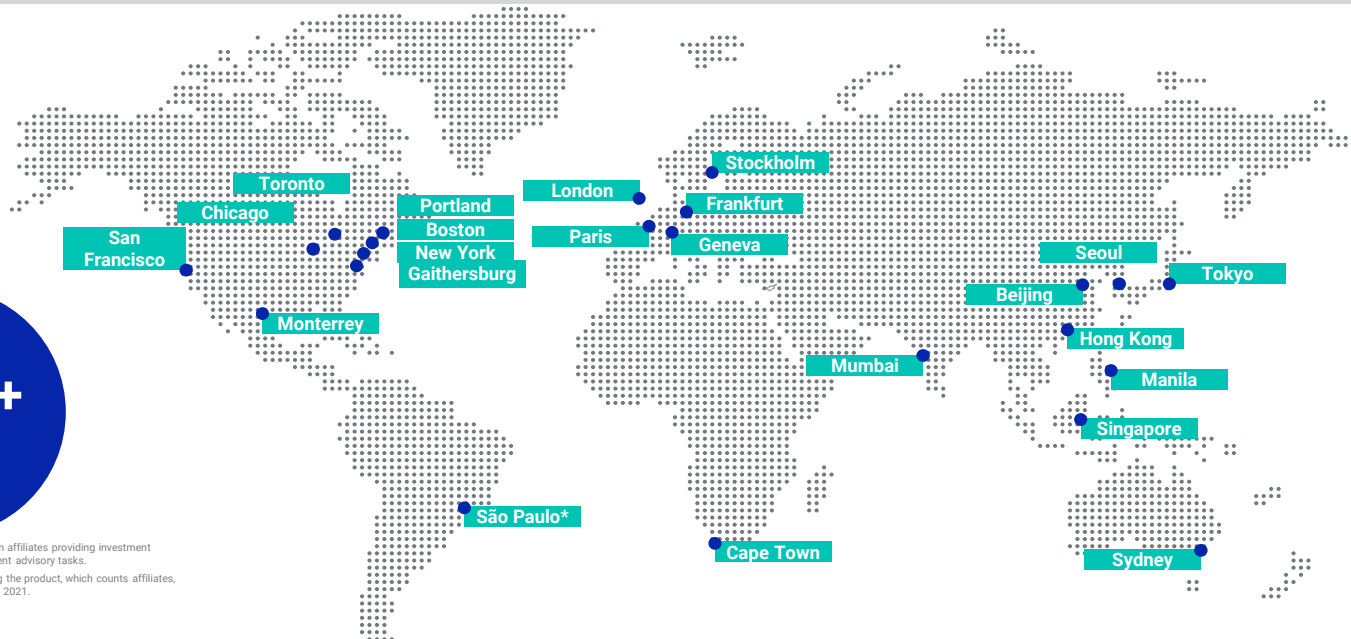 Stockholm
Toronto
London
Frankfurt
Portland
Chicago
Boston
San
Francisco
Paris
Geneva
New York
Gaithersburg
Seoul
Tokyo
Beijing
Monterrey
Hong Kong
Mumbai
Manila
+
Singapore
São Paulo*
Cape Town
Sydney
affiliates providing investment
advisory tasks.
the product, which counts affiliates,
2021.